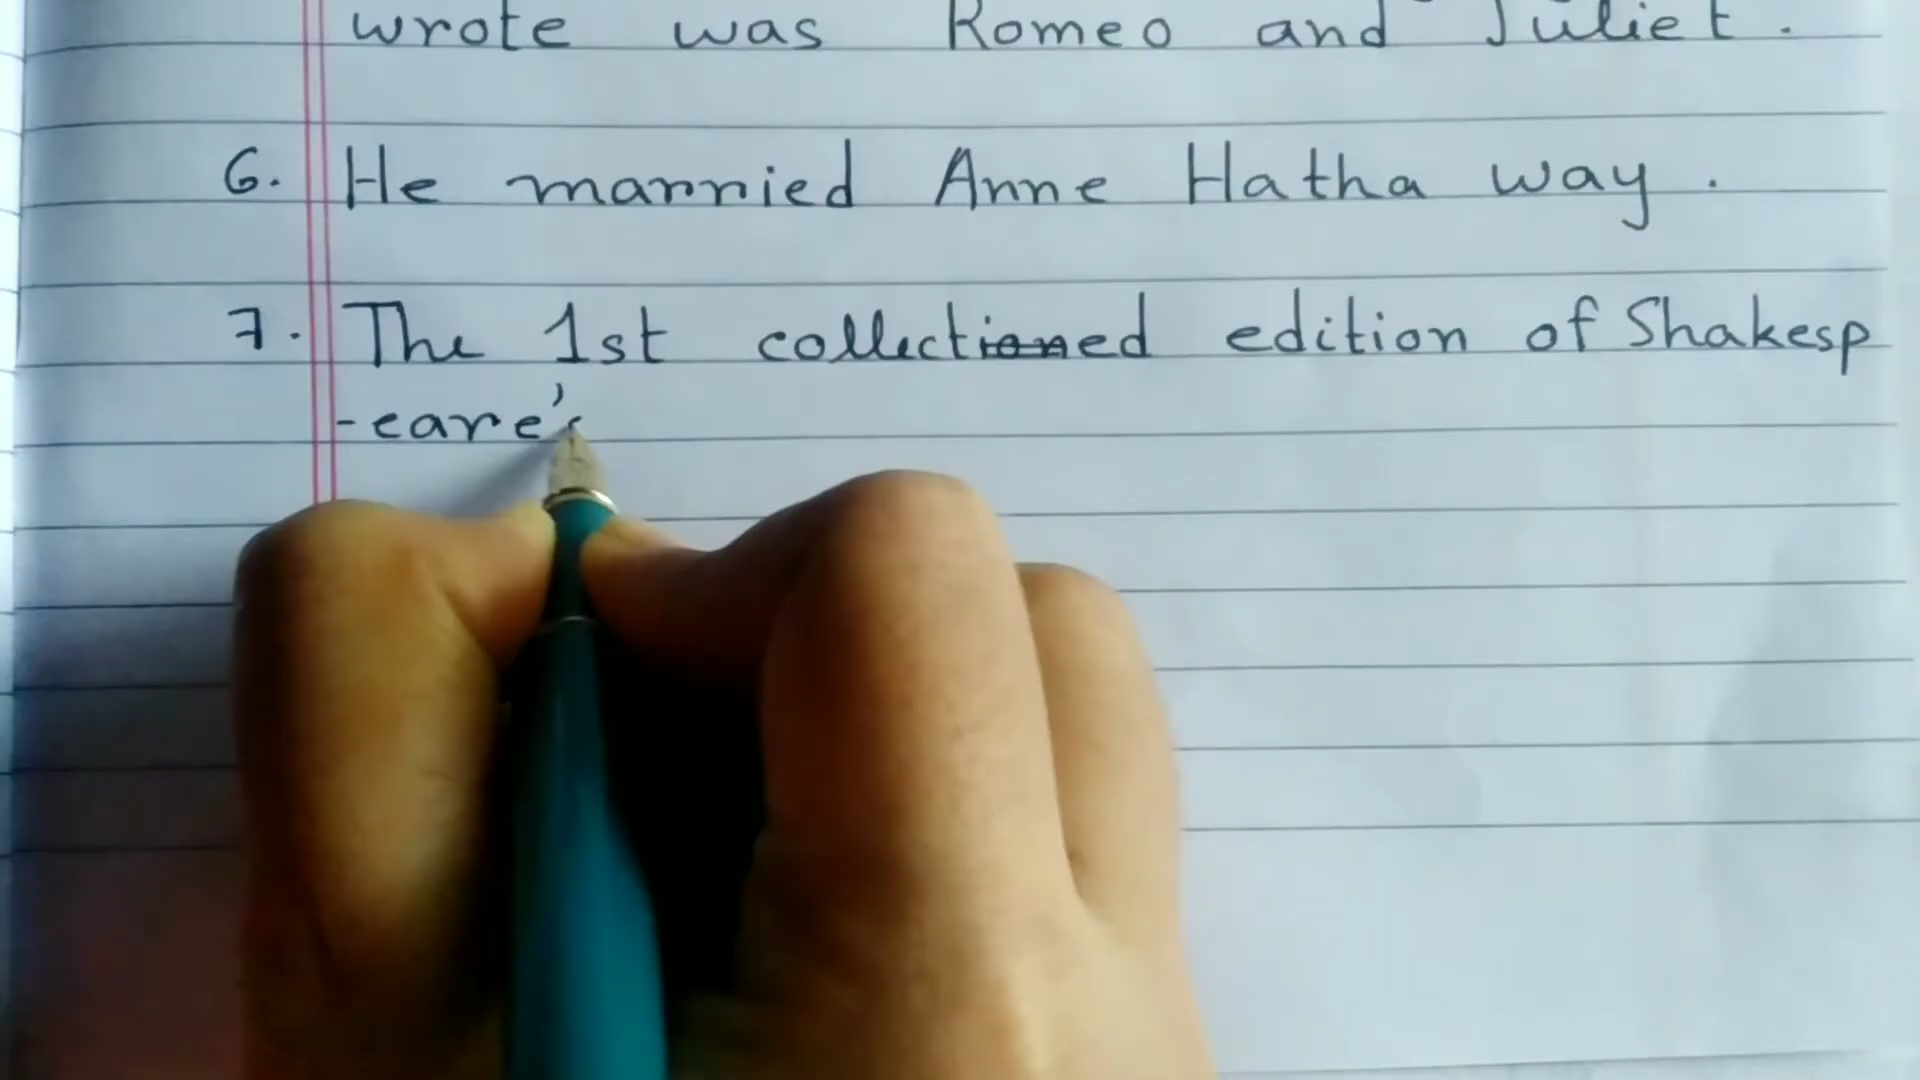 wrote was Romeo and Juliet.
6. He married Anne Hatha way.
7. The 1st collectioned edition of Shakesp
-eare's